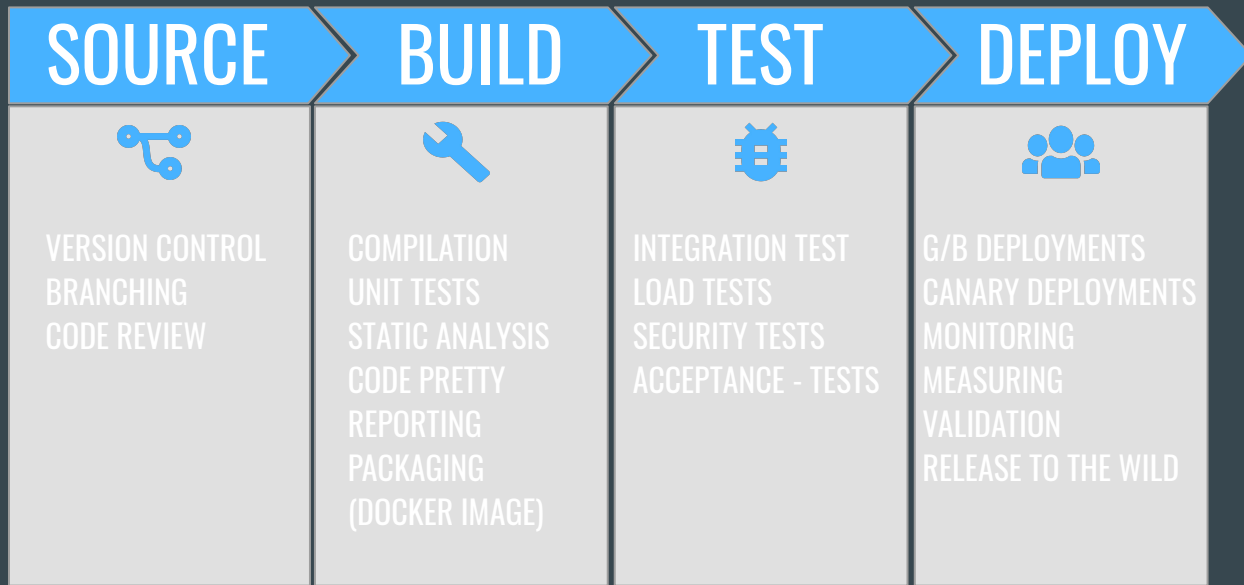 SOURCE
BUILD
TEST
DEPLOY
VERSION CONTROL
BRANCHING
CODE REVIEW
COMPILATION
UNIT TESTS
STATIC ANALYSIS
CODE PRETTY
REPORTING
PACKAGING
(DOCKER IMAGE)
INTEGRATION TEST
LOAD TESTS
SECURITY TESTS
ACCEPTANCE - TESTS
G/B DEPLOYMENTS
CANARY DEPLOYMENTS
MONITORING
MEASURING
VALIDATION
RELEASE TO THE WILD